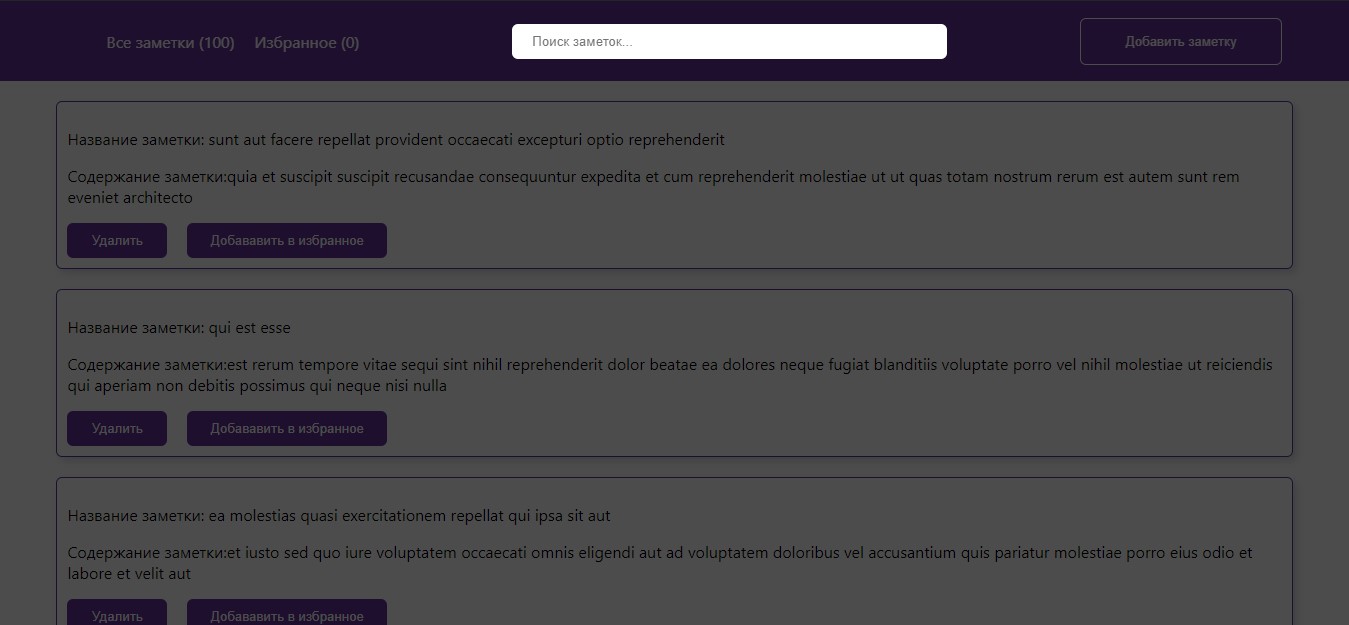 Все заметки (100) Избранное (0) Поиск заметок... Добавить заметку
Название заметки: sunt aut facere repellat provident occaecati excepturi optio reprehenderit
Содержание заметки:quia et suscipit suscipit recusandae consequuntur expedita et cum reprehenderit molestiae ut ut quas totam nostrum rerum est autem sunt rem
eveniet architecto
Удалить Добававить в избранное
Название заметки: qui est esse
Содержание заметки:est rerum tempore vitae sequi sint nihil reprehenderit dolor beatae ea dolores neque fugiat blanditiis voluptate porro vel nihil molestiae ut reiciendis
qui aperiam non debitis possimus qui neque nisi nulla
Удалить Добававить в избранное
Название заметки: ea molestias quasi exercitationem repellat qui ipsa sit aut
Содержание заметки:et iusto sed quo iure voluptatem occaecati omnis eligendi aut ad voluptatem doloribus vel accusantium quis pariatur molestiae porro eius odio et
labore et velit aut
Удалить Добававить в избранное